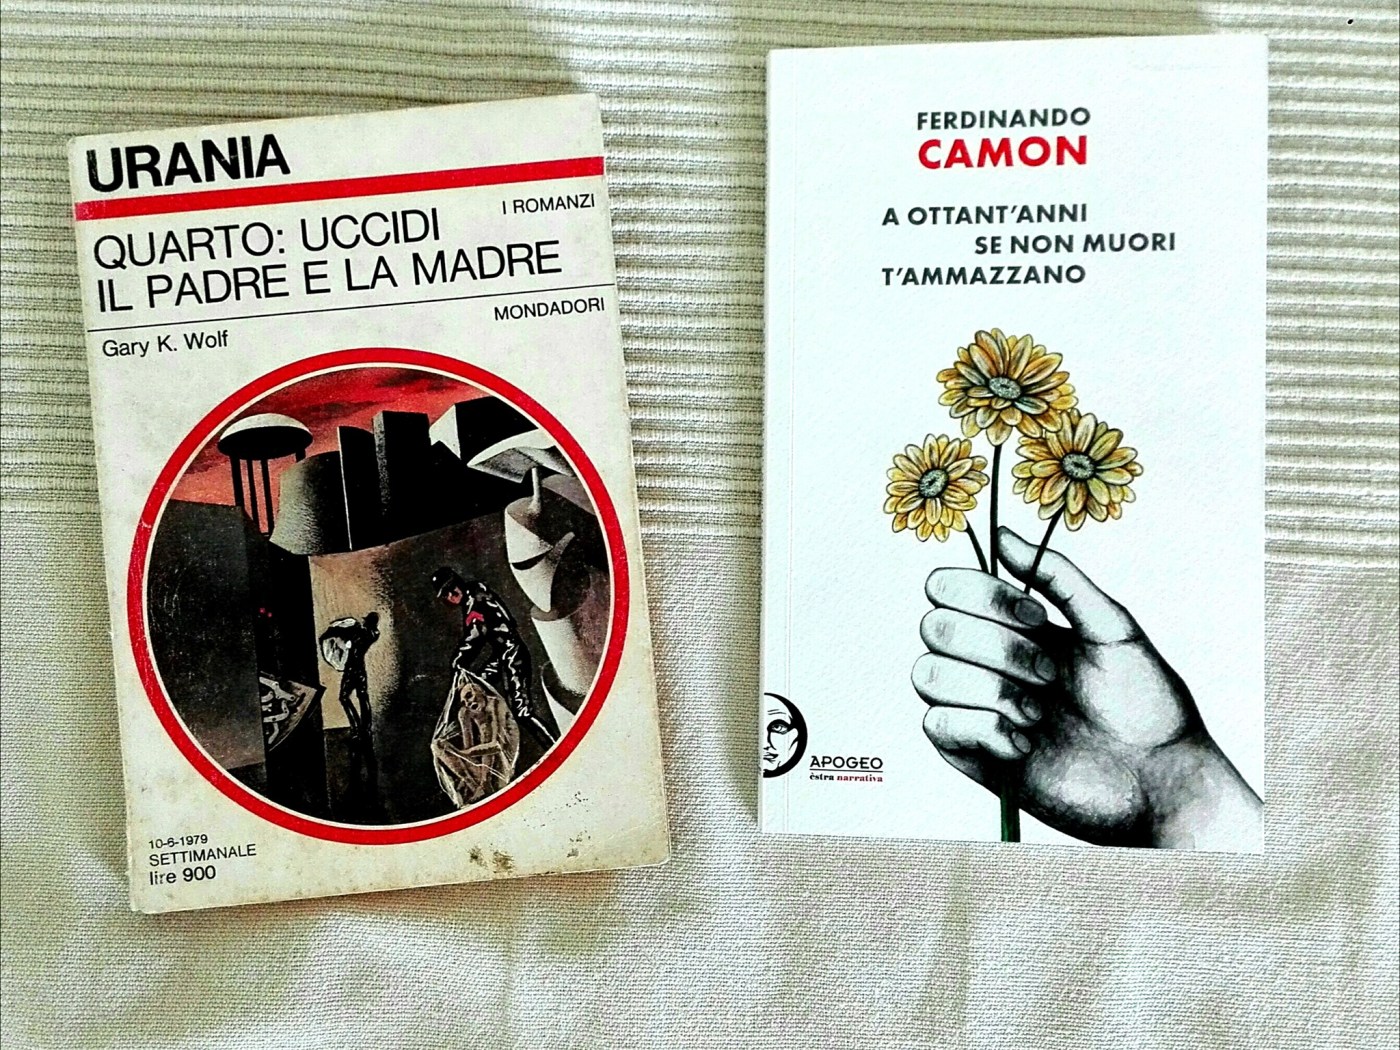 URANIA
I ROMANZI
QUARTO: UCCIDI
IL PADRE E LA MADRE
MONDADORI
Gary K. Wolf
10-6-1979
SETTIMANALE
lire 900
FERDINANDO
CAMON
A OTTANT'ANNI
SE NON MUORI
T'AMMAZZANO
APOGEO
èstra narrativa